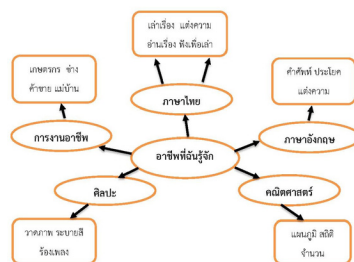 เล่าเรื่อง แต่งความ
อ่านเรื่อง ฟังเพื่อเล่า
เกษตรกร ช่าง
ค้าขาย แม่บ้าน
คำศัพท์ ประโยค
แต่งความ
ภาษาไทย
การงานอาชีพ
ภาษาอังกฤษ
อาชีพที่ฉันรู้จัก
ศิลปะ
คณิตศาสตร์
วาดภาพ ระบายสี
ร้องเพลง
แผนภูมิ สถิติ
จำนวน